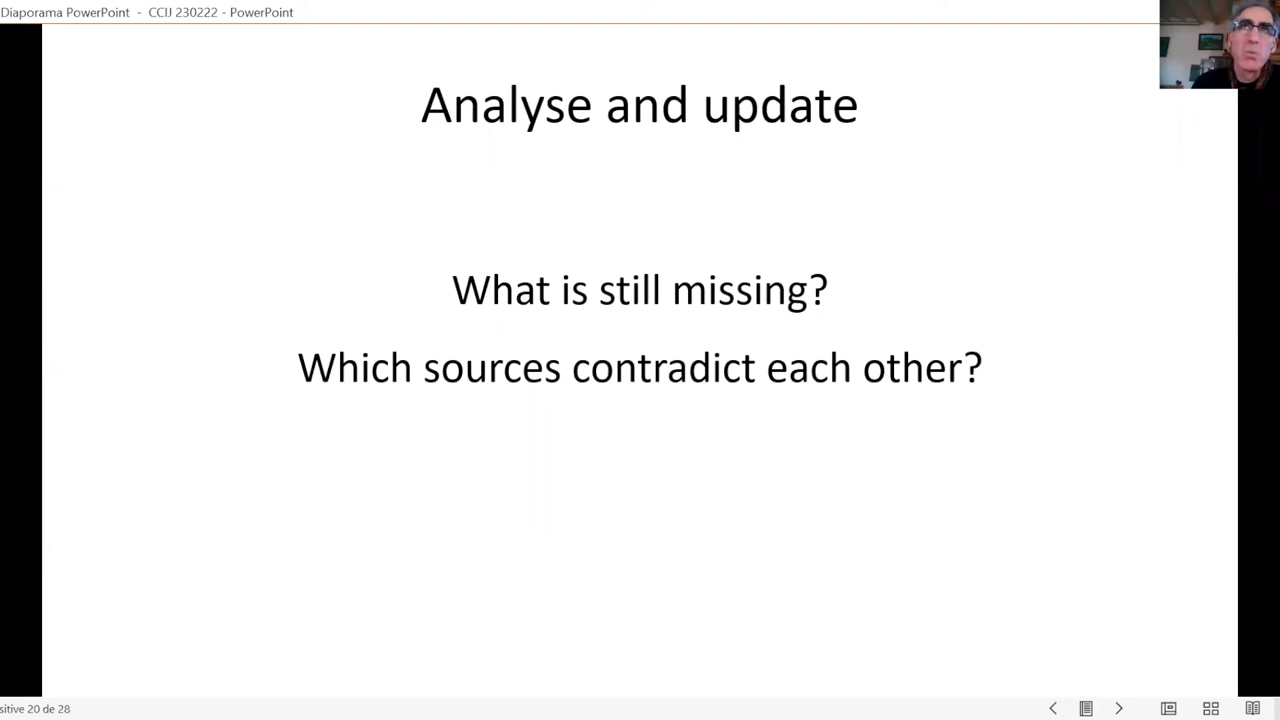 Diaporama PowerPoint - CCIJ 230222 - PowerPoint
Analyse and update
What is still missing?
Which sources contradict each other?
sitive 20 de 28